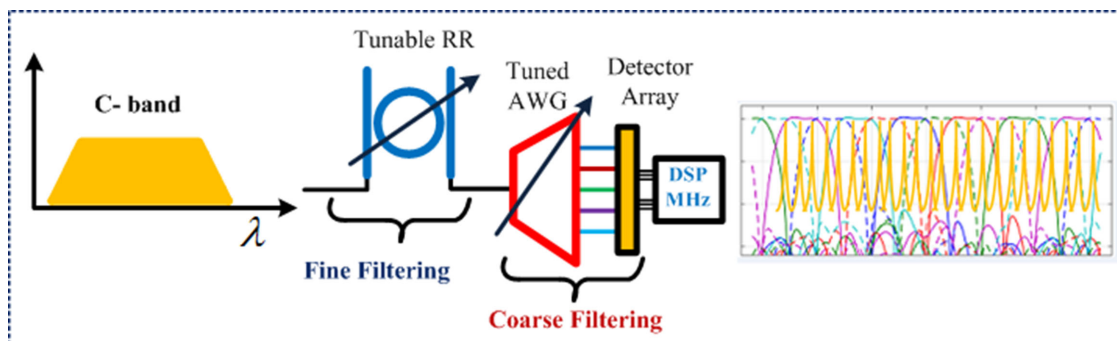 C- band
λ
Tunable RR
Fine Filtering
Tuned
AWG
Coarse Filtering
Detector
Array
DSP
MHz